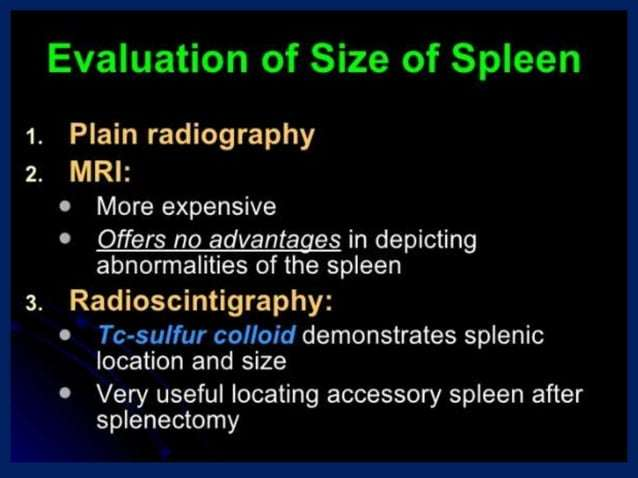 Evaluation of Size of Spleen
1. Plain radiography
2. MRI:
• More expensive
• Offers no advantages in depicting
abnormalities of the spleen
3. Radioscintigraphy:
• Tc-sulfur colloid demonstrates splenic
location and size
• Very useful locating accessory spleen after
splenectomy